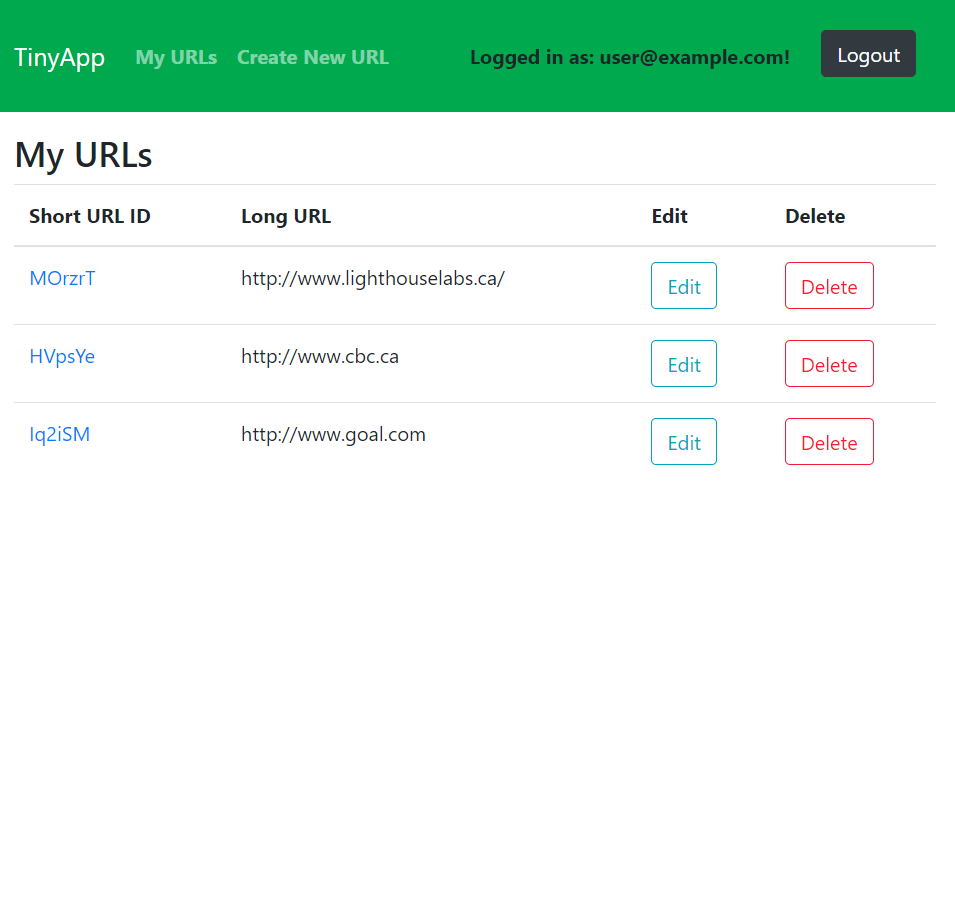 TinyApp My URLs Create New URL Logged in as: user@example.com! Logout
My URLs
Short URL ID Long URL Edit Delete
MOrzrT http://www.lighthouselabs.ca/ Edit Delete
HVpsYe http://www.cbc.ca Edit Delete
Iq2iSM http://www.goal.com Edit Delete